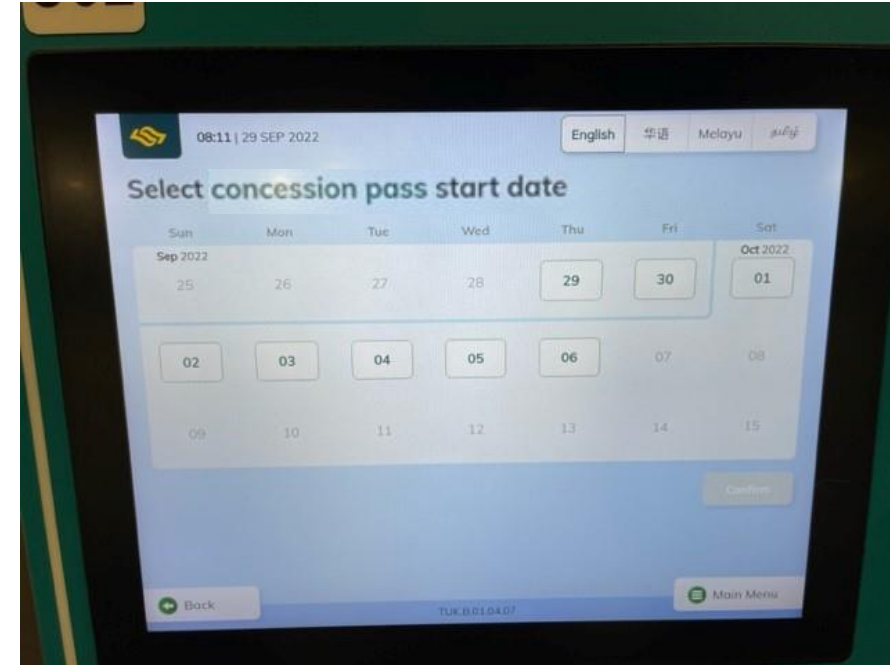 08:11 | 29 SEP 2022 English 华语 Melayu தமிழ்
Select concession pass start date
Sun Mon Tue Wed Thu Fri Sat
Sep 2022 Oct 2022
25 26 27 28 29 30 01
02 03 04 05 06 07 08
09 10 11 12 13 14 15
Confirm
Back TUK.B.01.04.07 Main Menu